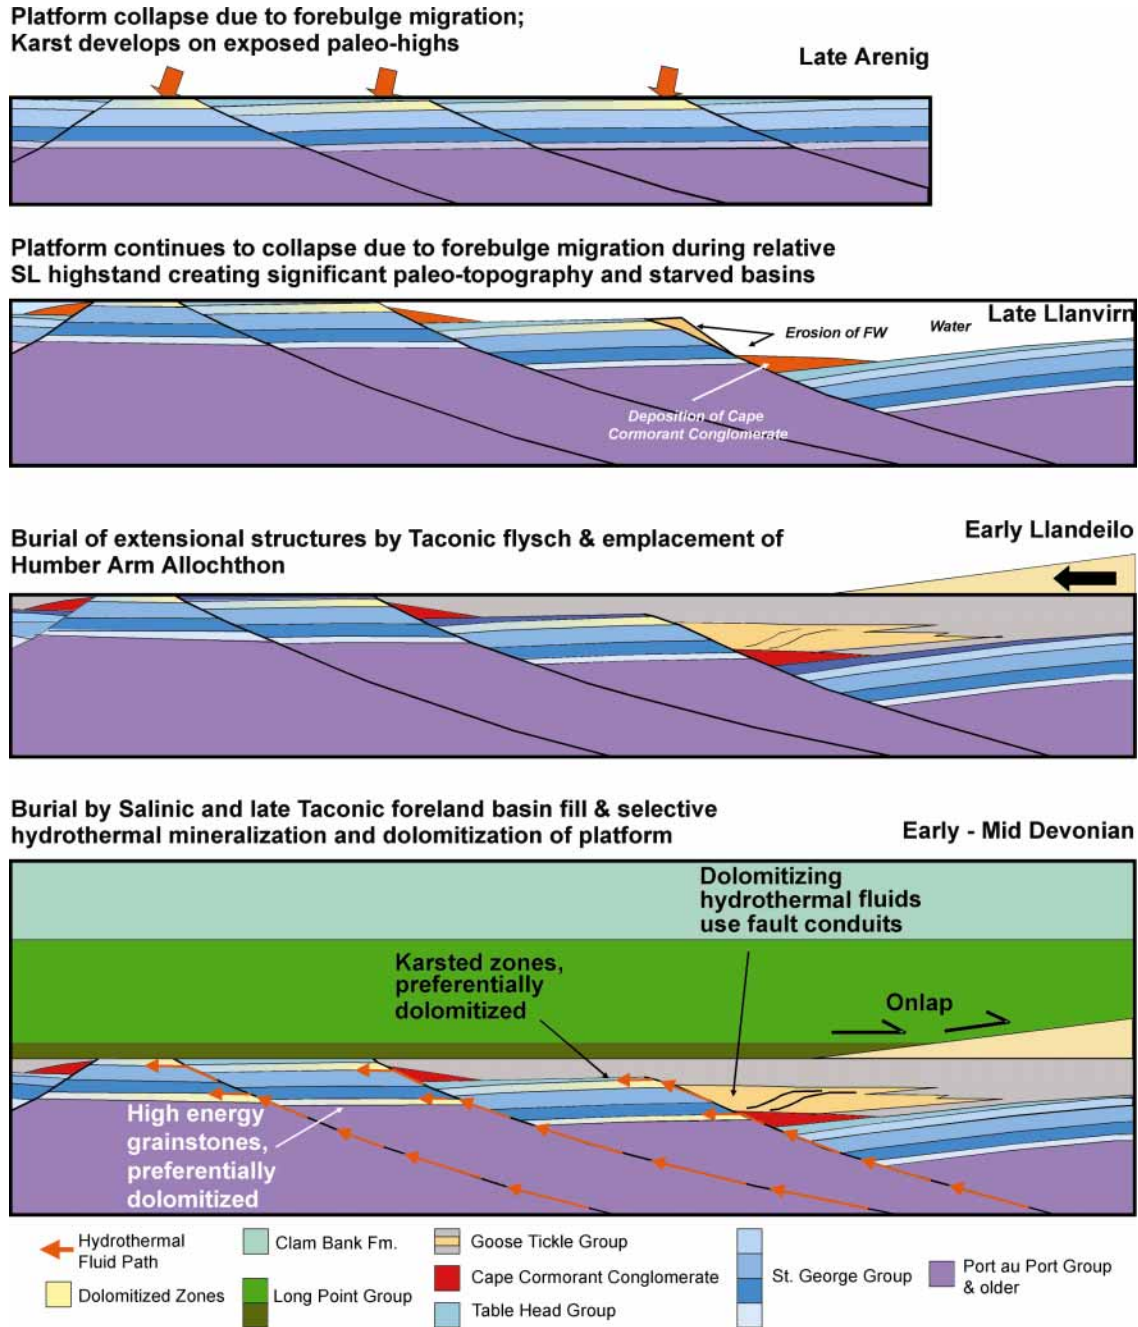 Platform collapse due to forebulge migration;
Karst develops on exposed paleo-highs
Late Arenig
Platform continues to collapse due to forebulge migration during relative
SL highstand creating significant paleo-topography and starved basins
Late Llanvirn
Erosion of FW
Water
Deposition of Cape
Cormorant Conglomerate
Burial of extensional structures by Taconic flysch & emplacement of
Humber Arm Allochthon
Early Llandeilo
Burial by Salinic and late Taconic foreland basin fill & selective
hydrothermal mineralization and dolomitization of platform
Early - Mid Devonian
Dolomitizing
hydrothermal fluids
use fault conduits
Karsted zones,
preferentially
dolomitized
Onlap
High energy
grainstones,
preferentially
dolomitized
Hydrothermal
Fluid Path
Dolomitized Zones
Clam Bank Fm.
Long Point Group
Goose Tickle Group
Cape Cormorant Conglomerate
Table Head Group
St. George Group
Port au Port Group
& older